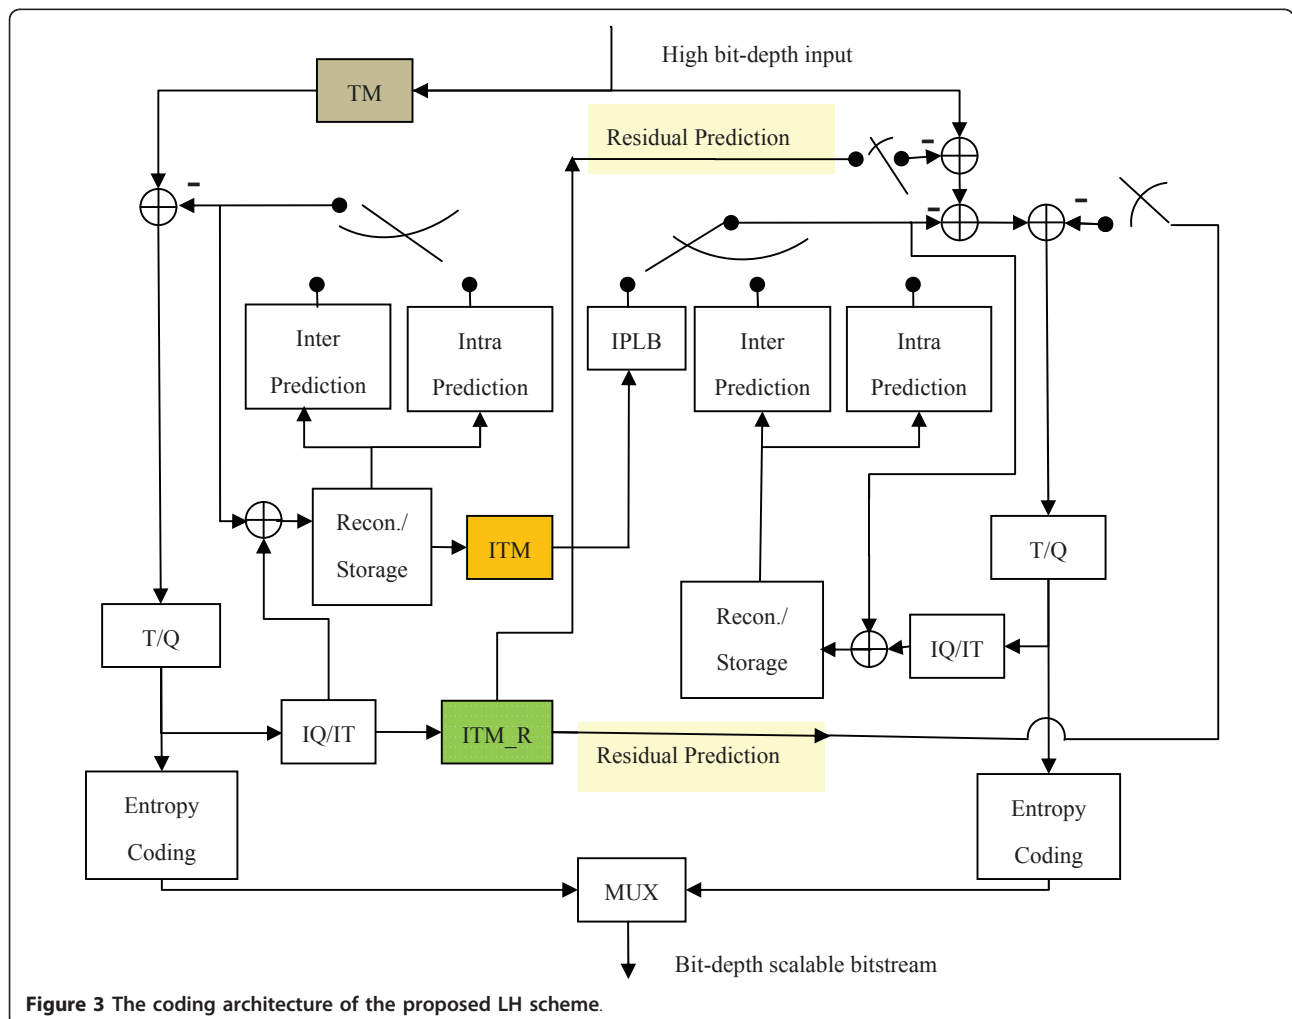 High bit-depth input
TM
Residual Prediction
-
-
-
-
Inter
Prediction
Intra
Prediction
IPLB
Inter
Prediction
Intra
Prediction
Recon./
Storage
ITM
T/Q
T/Q
Recon./
Storage
IQ/IT
IQ/IT
ITM_R
Residual Prediction
Entropy
Coding
Entropy
Coding
MUX
Bit-depth scalable bitstream
Figure 3 The coding architecture of the proposed LH scheme.